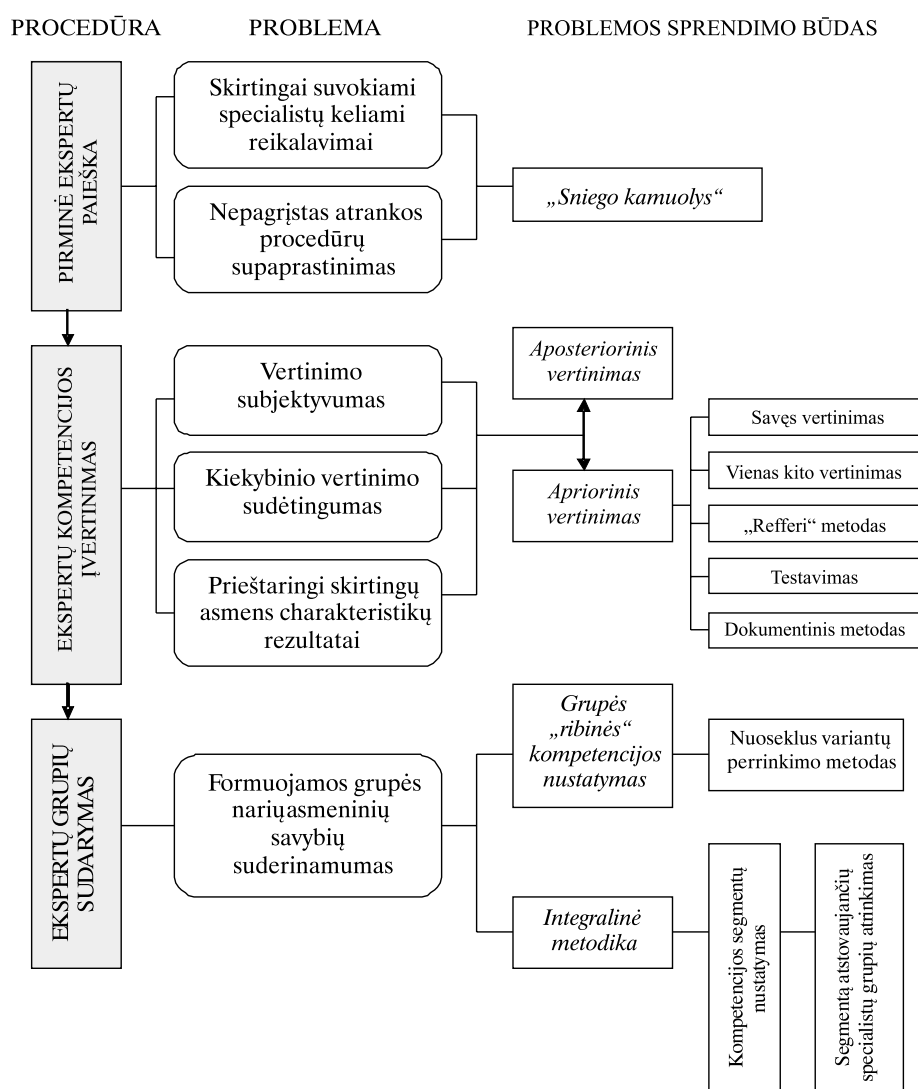 PROCEDŪRA
PROBLEMA
PROBLEMOS SPRENDIMO BŪDAS
PIRMINĖ EKSPERTŲ
PAIEŠKA
Skirtingai suvokiami
specialistų keliami
reikalavimai
Nepagrįstas atrankos
procedūrų
supaprastinimas
„Sniego kamuolys“
EKSPERTŲ KOMPETENCIJOS
ĮVERTINIMAS
Vertinimo
subjektyvumas
Kiekybinio vertinimo
sudėtingumas
Prieštaringi skirtingų
asmens charakteristikų
rezultatai
Aposteriorinis
vertinimas
Apriorinis
vertinimas
Savęs vertinimas
Vienas kito vertinimas
„Refferi“ metodas
Testavimas
Dokumentinis metodas
EKSPERTŲ GRUPIŲ
SUDARYMAS
Formuojamos grupės
nariųasmeninių
savybių
suderinamumas
Grupės
„ribinės“
kompetencijos
nustatymas
Nuoseklus variantų
perrinkimo metodas
Integralinė
metodika
Kompetencijos segmentų
nustatymas
Segmentą atstovaujančių
specialistų grupių atrinkimas